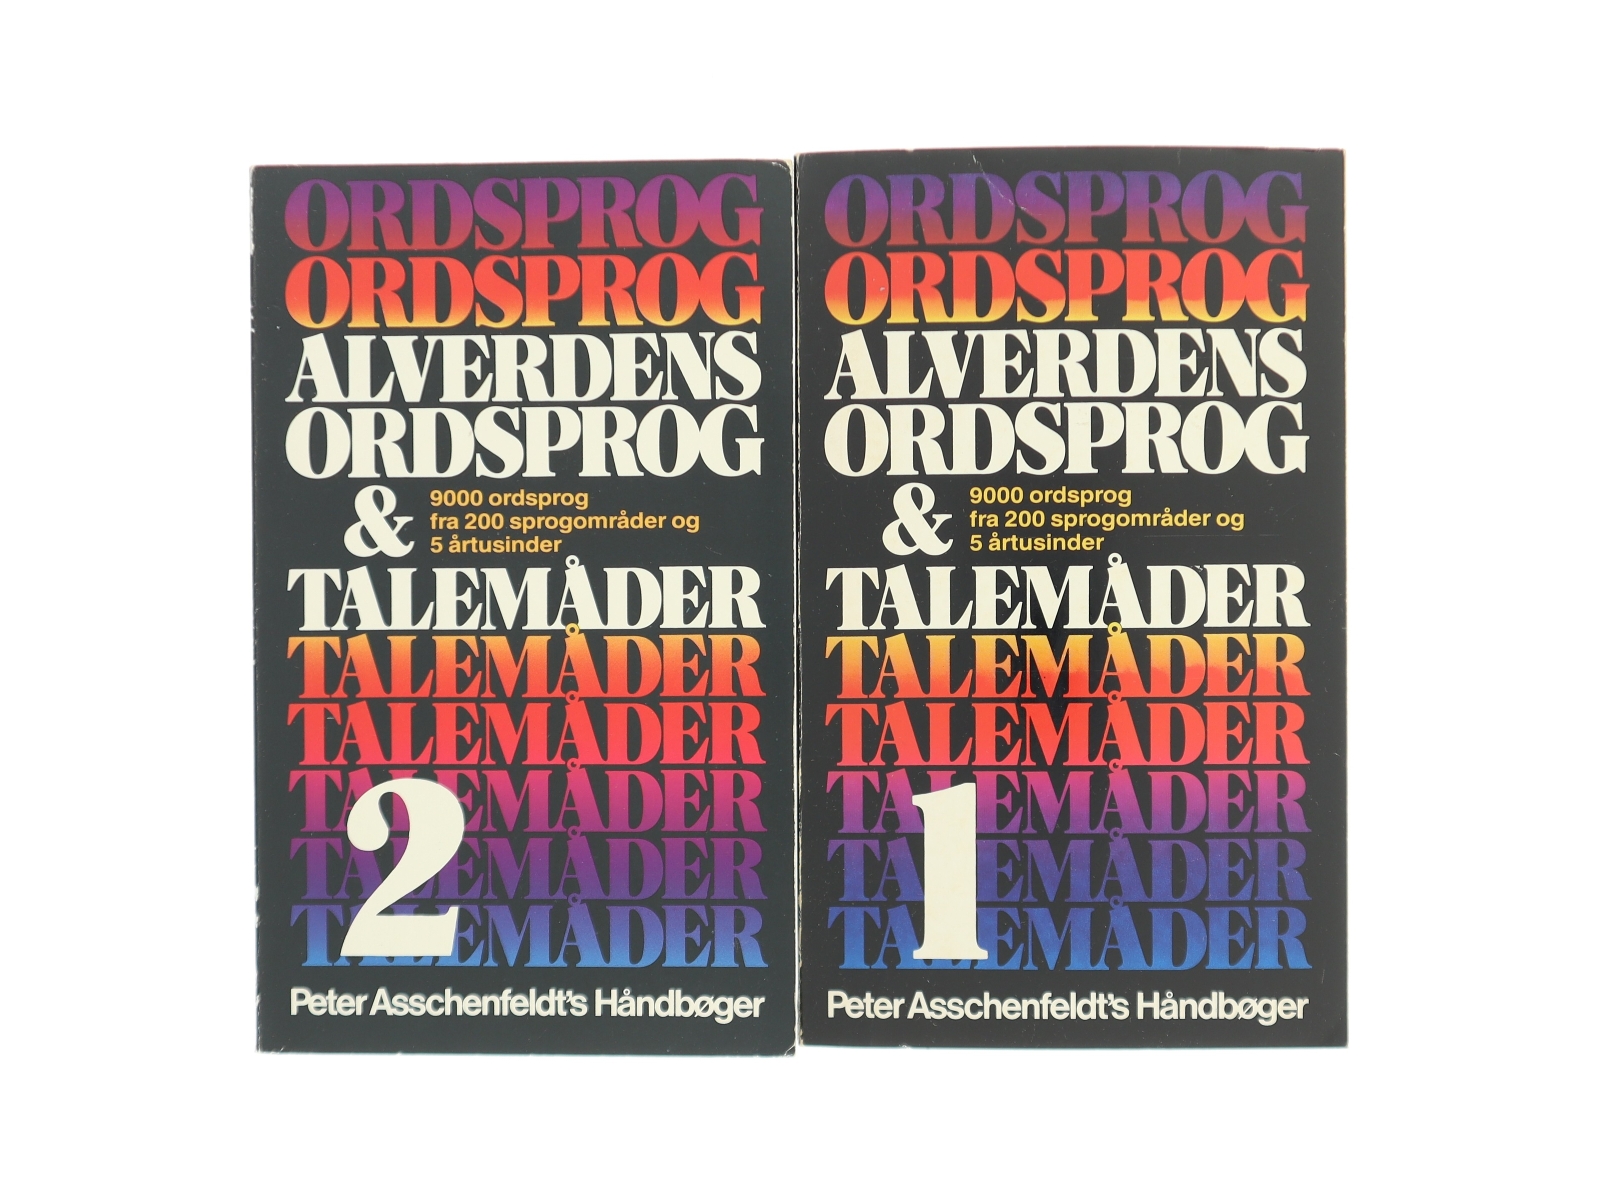 ORDSPROG
ORDSPROG
ALVERDENS
ORDSPROG
&
9000 ordsprog
fra 200 sprogområder og
5 årtusinder
TALEMÅDER
TALEMÅDER
TALEMÅDER
TALEMÅDER
TALEMÅDER
TALEMÅDER
2
Peter Asschenfeldt's Håndbøger
ORDSPROG
ORDSPROG
ALVERDENS
ORDSPROG
&
9000 ordsprog
fra 200 sprogområder og
5 årtusinder
TALEMÅDER
TALEMÅDER
TALEMÅDER
TALEMÅDER
TALEMÅDER
TALEMÅDER
1
Peter Asschenfeldt's Håndbøger